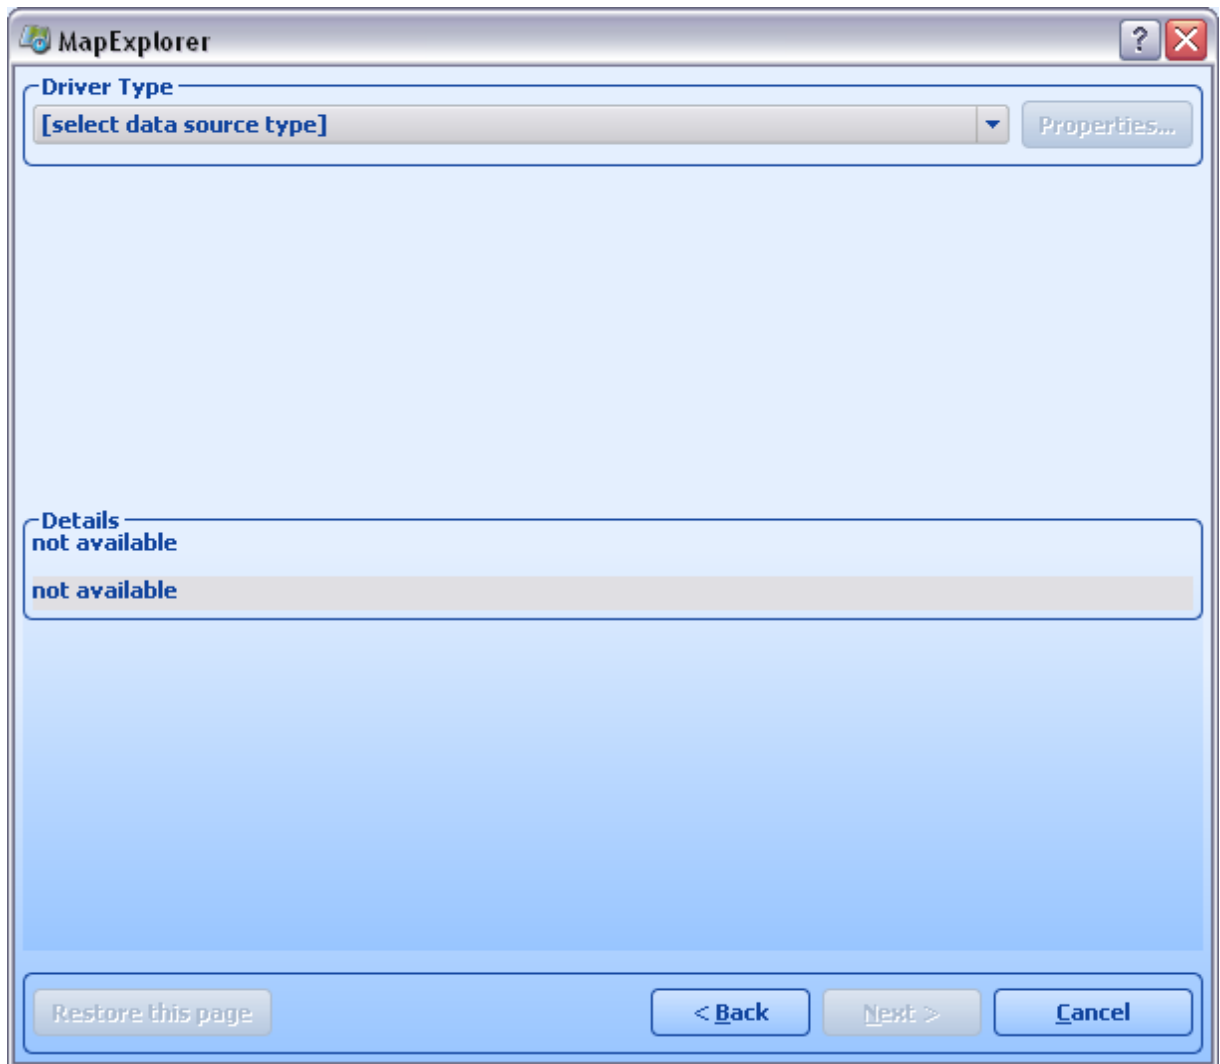 MapExplorer
?
Driver Type
[select data source type]
Properties...
Details
not available
not available
Restore this page
< Back
Next >
Cancel